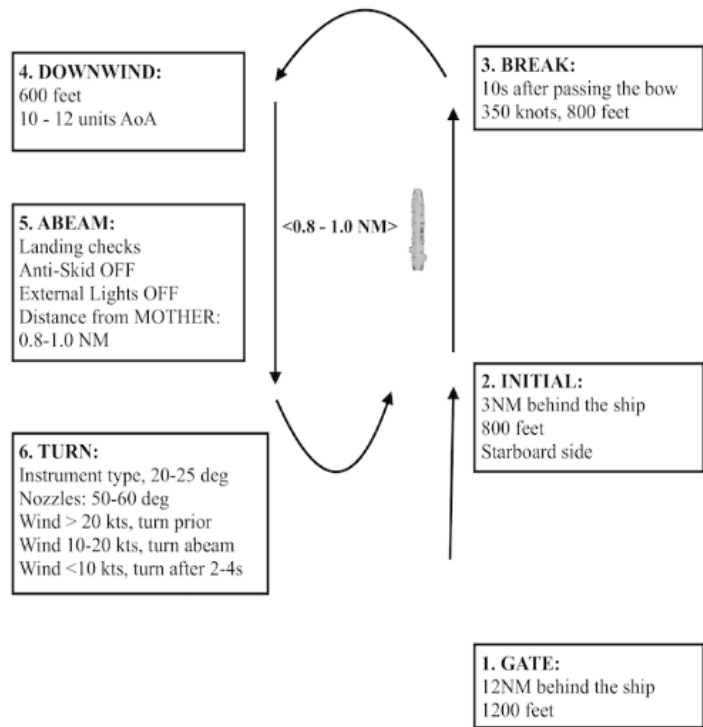 4. DOWNWIND:
600 feet
10 - 12 units AoA
3. BREAK:
10s after passing the bow
350 knots, 800 feet
5. ABEAM:
Landing checks
Anti-Skid OFF
External Lights OFF
Distance from MOTHER:
0.8-1.0 NM
<0.8 - 1.0 NM>
2. INITIAL:
3NM behind the ship
800 feet
Starboard side
6. TURN:
Instrument type, 20-25 deg
Nozzles: 50-60 deg
Wind > 20 kts, turn prior
Wind 10-20 kts, turn abeam
Wind <10 kts, turn after 2-4s
1. GATE:
12NM behind the ship
1200 feet